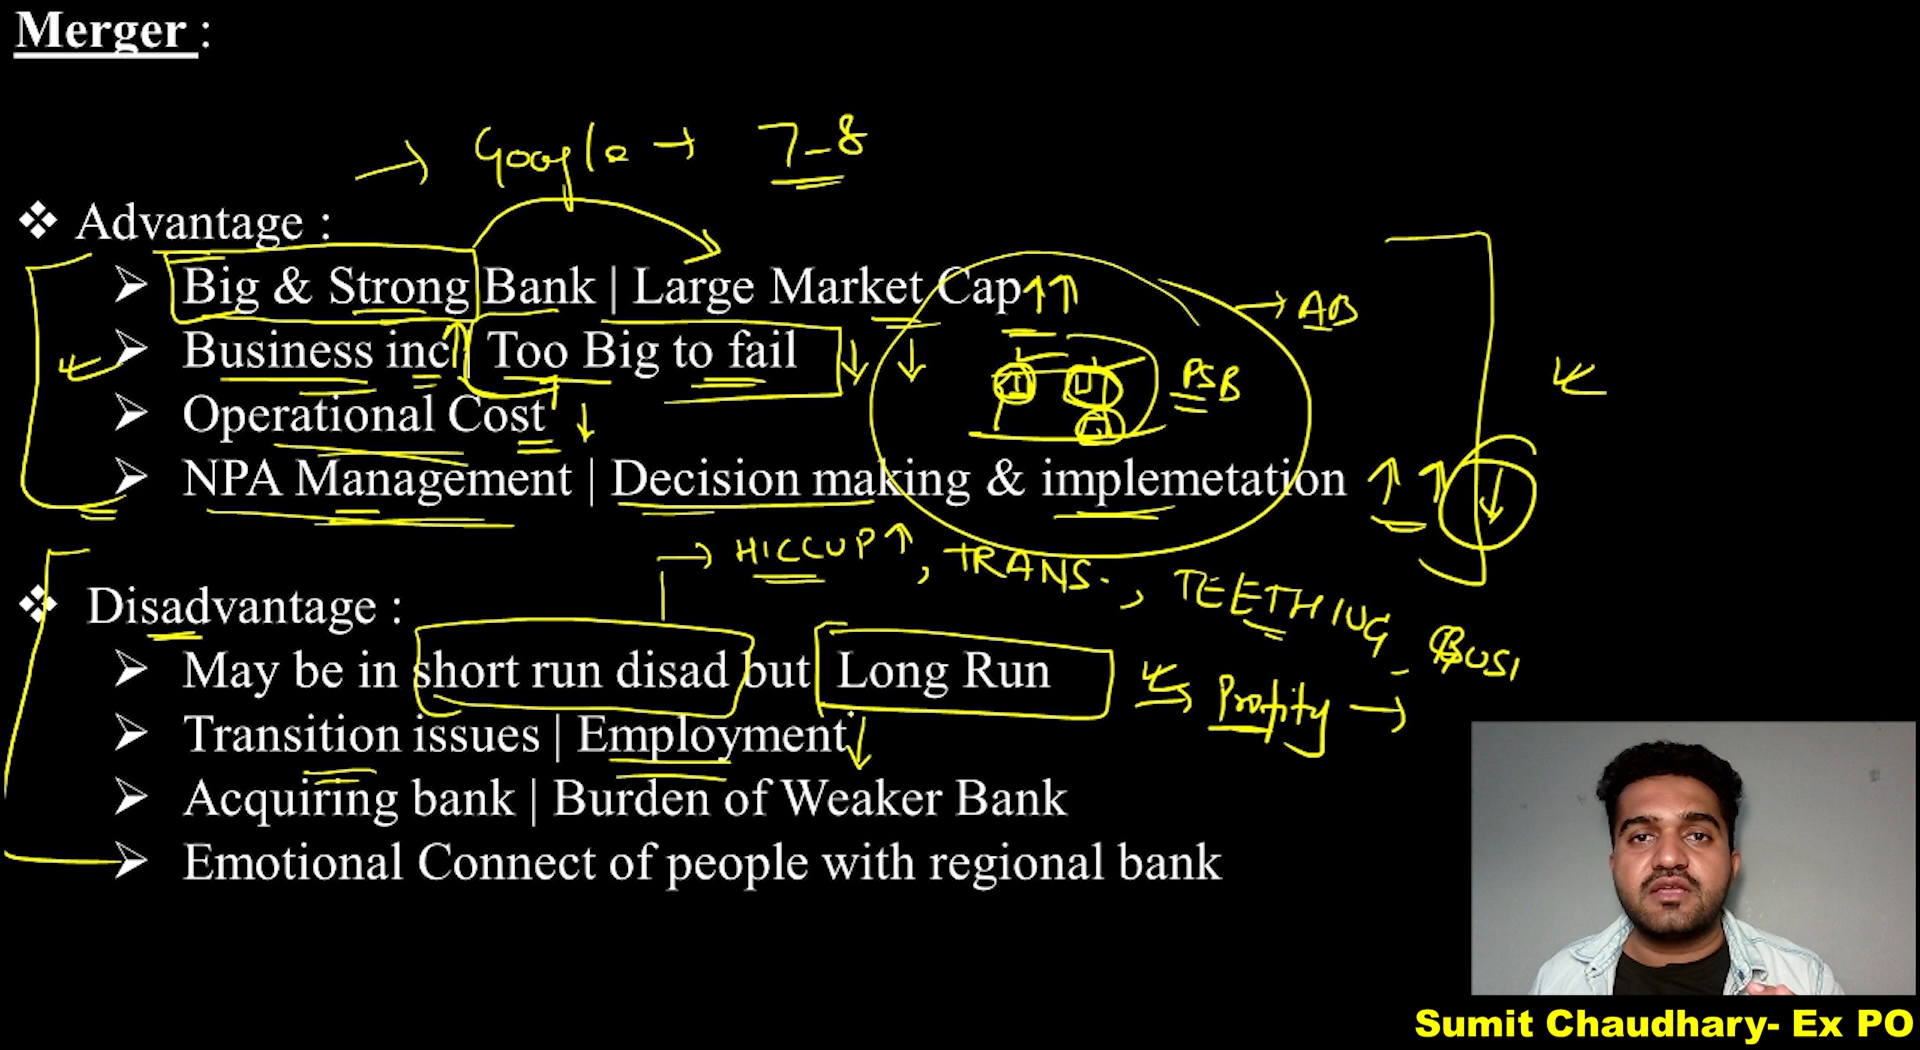 Merger :
→ Google → 7-8
❖ Advantage :
➤ Big & Strong Bank | Large Market Cap ↑↑
→ AB
➤ Business inc↑ | Too Big to fail ↓ ↓
PSB
➤ Operational Cost ↓
➤ NPA Management | Decision making & implemetation ↑ ↑ ↓
→ HICCUP ↑, TRANS., TEETHING, BUSI
❖ Disadvantage :
➤ May be in short run disad but Long Run
→ Profity →
➤ Transition issues | Employment ↓
➤ Acquiring bank | Burden of Weaker Bank
➤ Emotional Connect of people with regional bank
Sumit Chaudhary- Ex PO